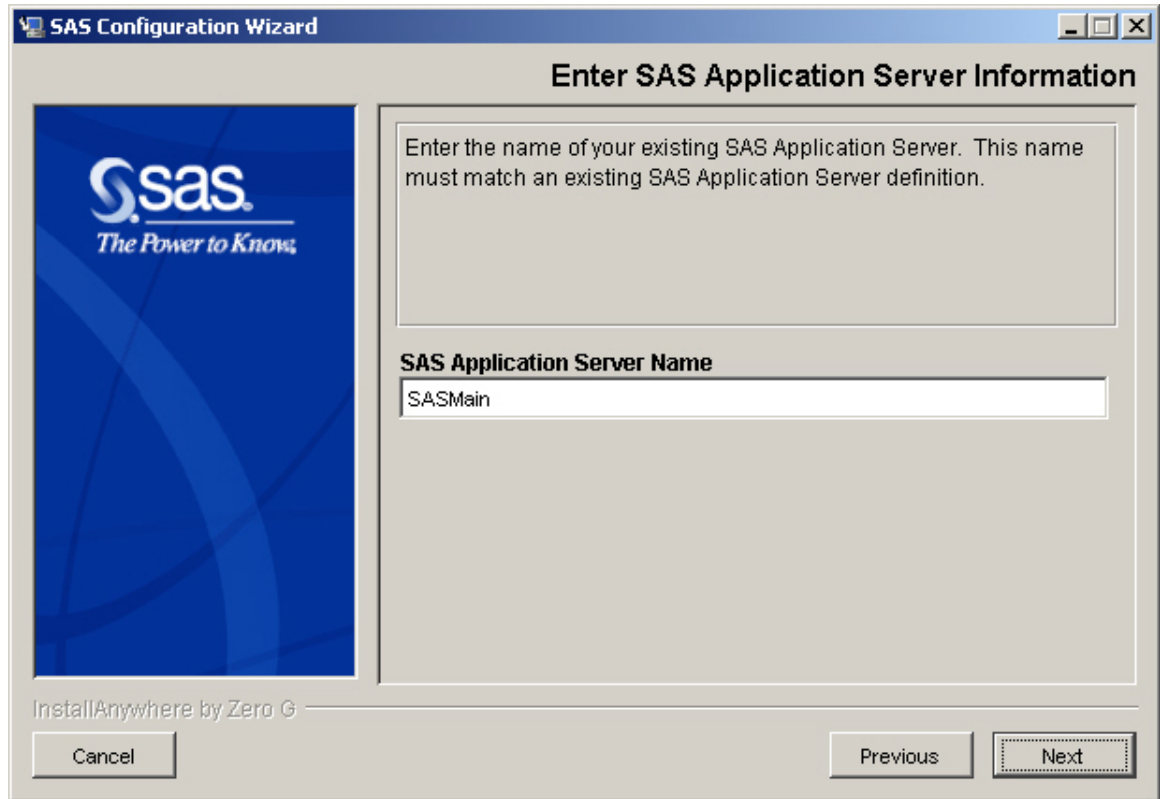 SAS Configuration Wizard
Enter SAS Application Server Information
sas.
The Power to Know.
Enter the name of your existing SAS Application Server. This name
must match an existing SAS Application Server definition.
SAS Application Server Name
SASMain
InstallAnywhere by Zero G
Cancel
Previous
Next